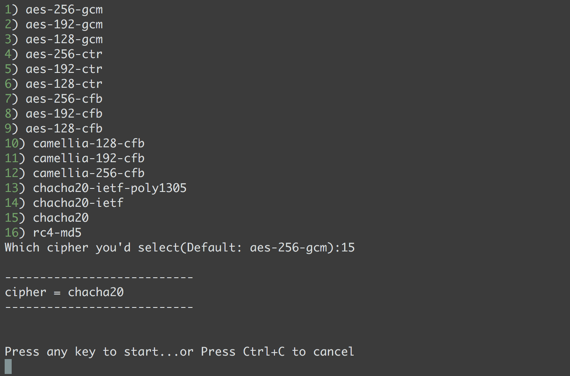 1) aes-256-gcm
2) aes-192-gcm
3) aes-128-gcm
4) aes-256-ctr
5) aes-192-ctr
6) aes-128-ctr
7) aes-256-cfb
8) aes-192-cfb
9) aes-128-cfb
10) camellia-128-cfb
11) camellia-192-cfb
12) camellia-256-cfb
13) chacha20-ietf-poly1305
14) chacha20-ietf
15) chacha20
16) rc4-md5
Which cipher you'd select(Default: aes-256-gcm):15
---------------------------
cipher = chacha20
---------------------------
Press any key to start...or Press Ctrl+C to cancel